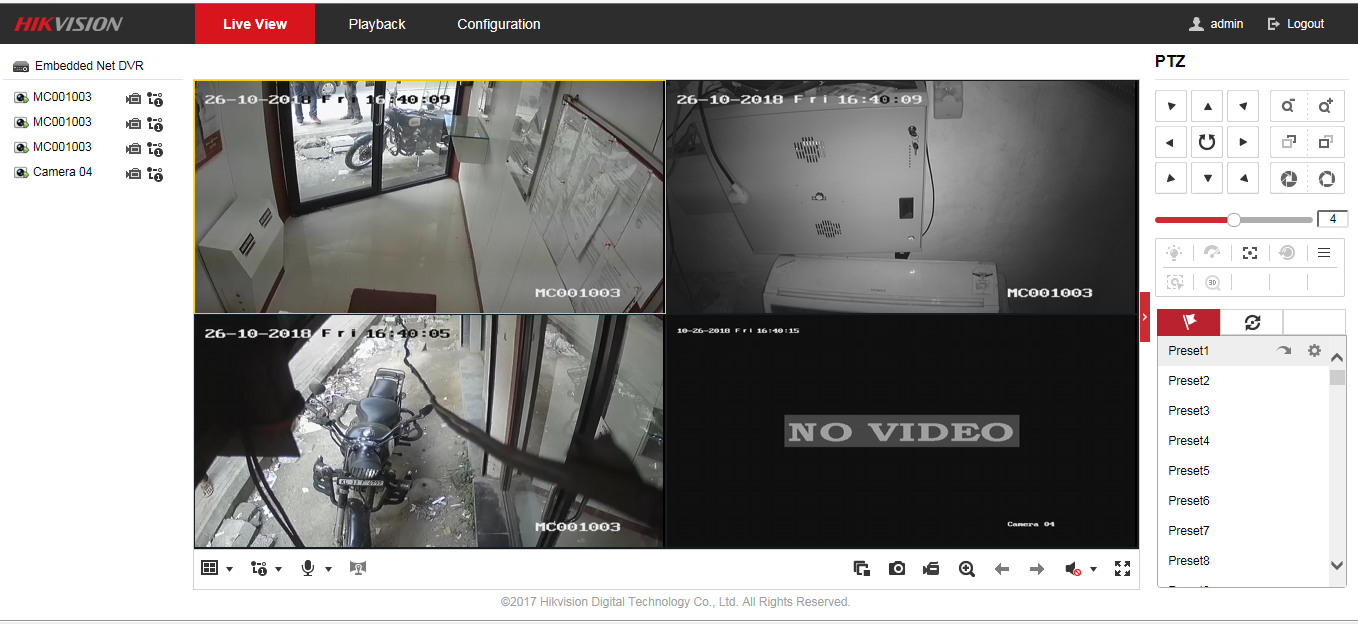 HIKVISION
Live View
Playback
Configuration
admin
Logout
Embedded Net DVR
MC001003
MC001003
MC001003
Camera 04
26-10-2018 Fri 16:40:09
MC001003
26-10-2018 Fri 16:40:09
MC001003
26-10-2018 Fri 16:40:05
MC001003
10-26-2018 Fri 16:40:15
NO VIDEO
Camera 04
PTZ
4
3D
Preset1
Preset2
Preset3
Preset4
Preset5
Preset6
Preset7
Preset8
©2017 Hikvision Digital Technology Co., Ltd. All Rights Reserved.